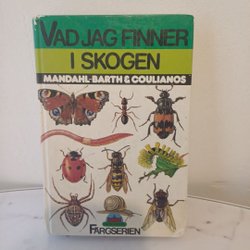 VAD JAG FINNER
I SKOGEN
MANDAHL-BARTH & COULIANOS
FÄRGSERIEN